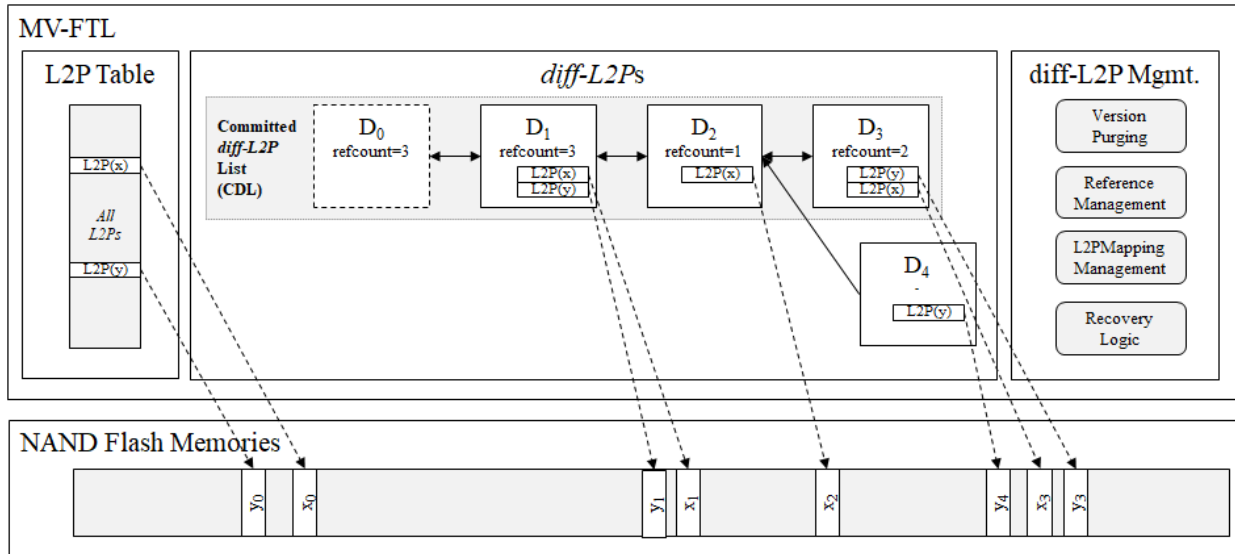 MV-FTL
L2P Table
L2P(x)
All
L2Ps
L2P(y)
diff-L2Ps
Committed
diff-L2P
List
(CDL)
D0
refcount=3
D1
refcount=3
L2P(x)
L2P(y)
D2
refcount=1
L2P(x)
D3
refcount=2
L2P(y)
L2P(x)
D4
-
L2P(y)
diff-L2P Mgmt.
Version
Purging
Reference
Management
L2PMapping
Management
Recovery
Logic
NAND Flash Memories
y0
x0
y1
x1
x2
y4
x3
y3